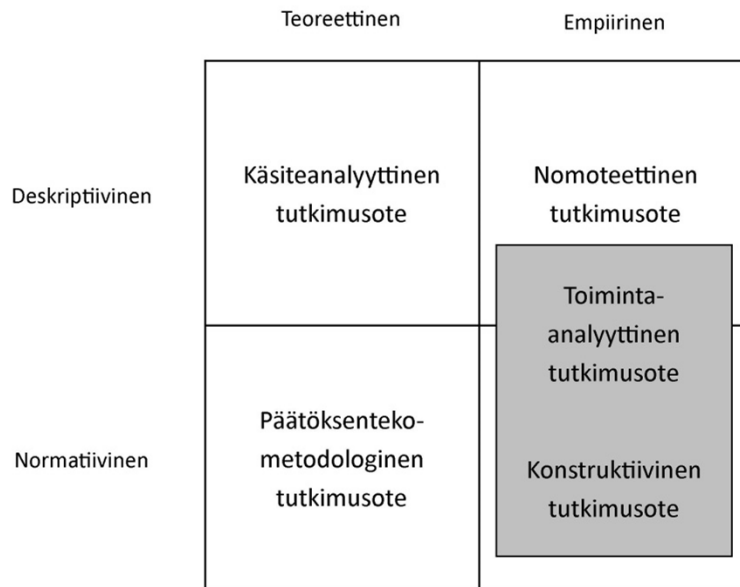 Teoreettinen
Empiirinen
Deskriptiivinen
Käsiteanalyyttinen
tutkimusote
Nomoteettinen
tutkimusote
Toiminta-
analyyttinen
tutkimusote
Normatiivinen
Päätöksenteko-
metodologinen
tutkimusote
Konstruktiivinen
tutkimusote